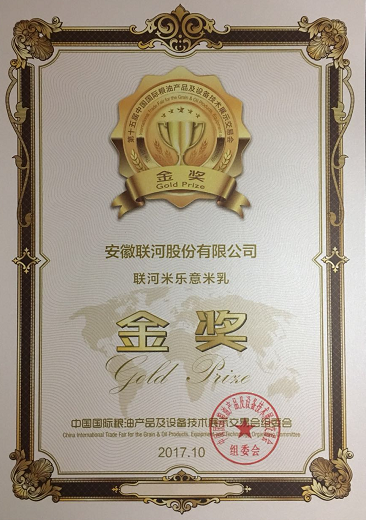 第十五届中国国际粮油产品及设备技术展示交易会
金奖
Gold Prize
安徽联河股份有限公司
联河米乐意米乳
金奖
Gold Prize
中国国际粮油产品及设备技术展示交易会组委会
China International Trade Fair for the Grain & Oil Products, Equipment and Technology Organizing Committee
组委会
2017.10